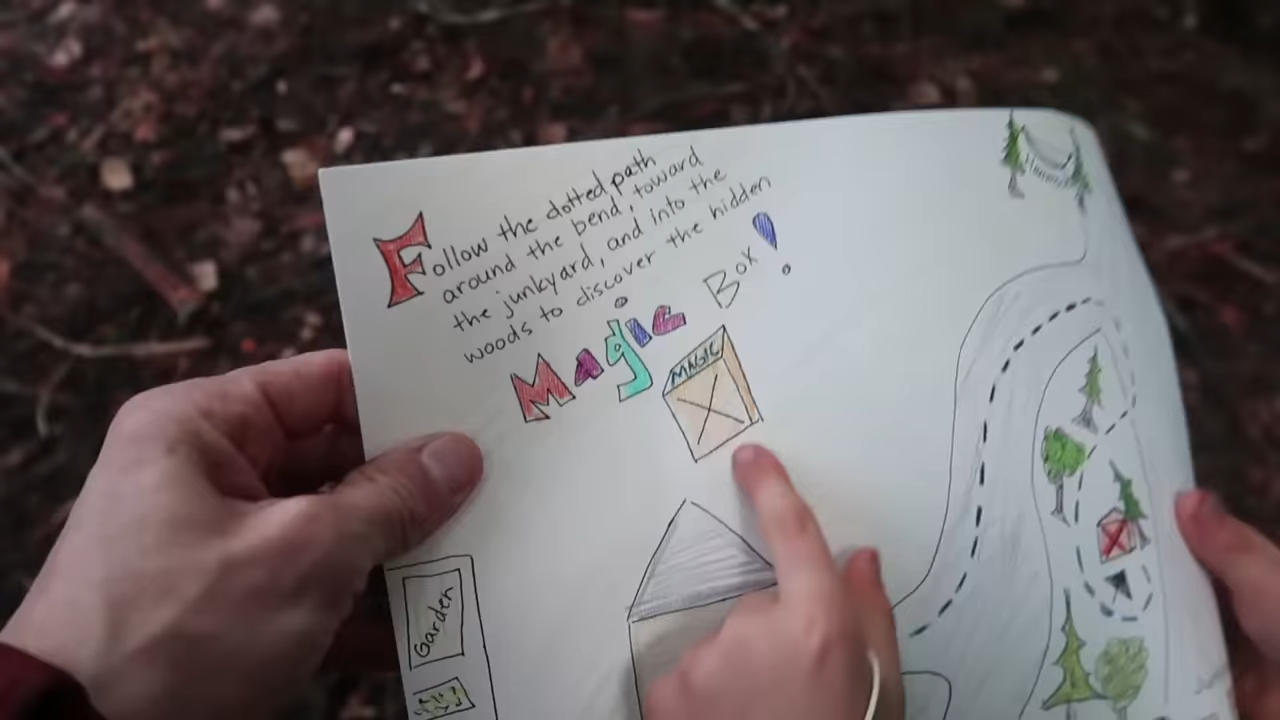 Follow the dotted path
around the bend, toward
the junkyard, and into the
woods to discover the hidden
Magic Box!
MAGIC
Garden